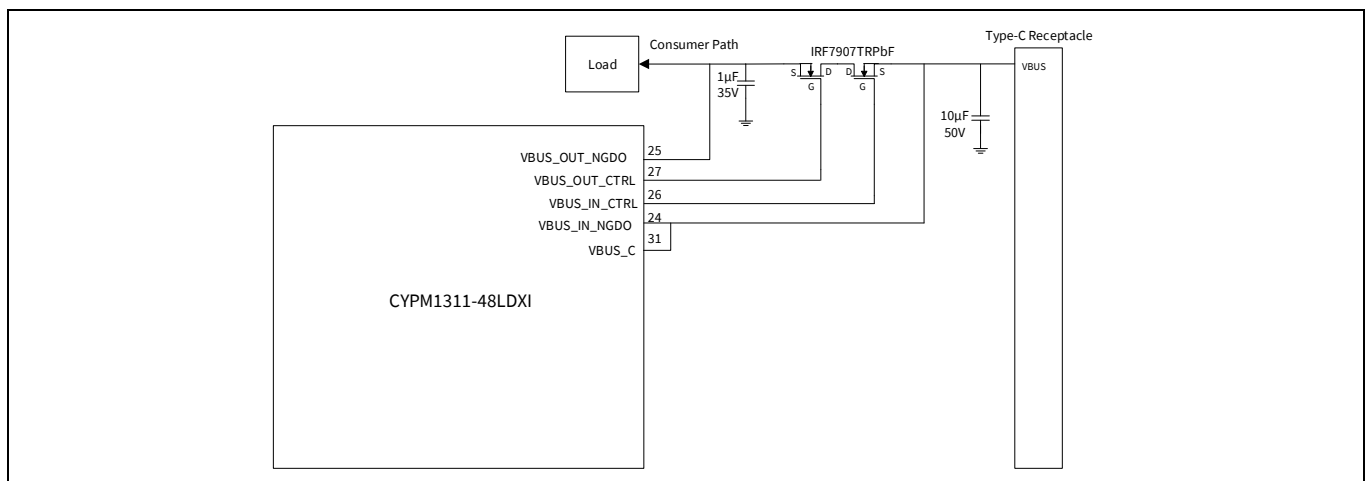 Type-C Receptacle
Consumer Path
IRF7907TRPbF
Load
VBUS
S
D
D
S
G
G
1µF
35V
10µF
50V
25
VBUS_OUT_NGDO
27
VBUS_OUT_CTRL
26
VBUS_IN_CTRL
24
VBUS_IN_NGDO
31
VBUS_C
CYPM1311-48LDXI